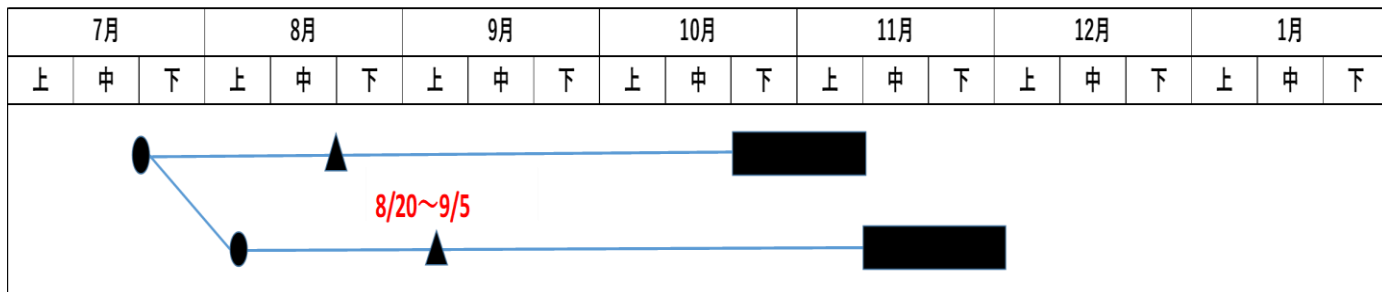 7月 8月 9月 10月 11月 12月 1月
上 中 下 上 中 下 上 中 下 上 中 下 上 中 下 上 中 下 上 中 下
8/20～9/5